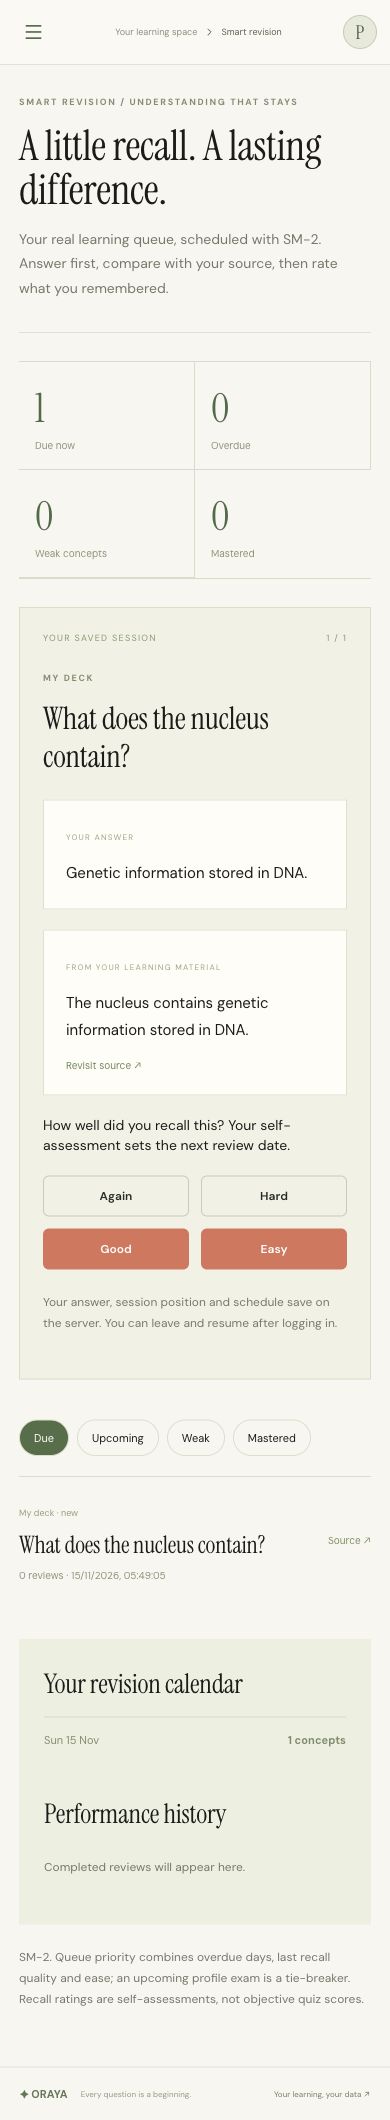 Your learning space > Smart revision
P
SMART REVISION / UNDERSTANDING THAT STAYS
A little recall. A lasting
difference.
Your real learning queue, scheduled with SM-2.
Answer first, compare with your source, then rate
what you remembered.
1
Due now
0
Overdue
0
Weak concepts
0
Mastered
YOUR SAVED SESSION
1 / 1
MY DECK
What does the nucleus
contain?
YOUR ANSWER
Genetic information stored in DNA.
FROM YOUR LEARNING MATERIAL
The nucleus contains genetic
information stored in DNA.
Revisit source ↗
How well did you recall this? Your self-
assessment sets the next review date.
Again
Hard
Good
Easy
Your answer, session position and schedule save on
the server. You can leave and resume after logging in.
Due
Upcoming
Weak
Mastered
My deck · new
What does the nucleus contain?
Source ↗
0 reviews · 15/11/2026, 05:49:05
Your revision calendar
Sun 15 Nov
1 concepts
Performance history
Completed reviews will appear here.
SM-2. Queue priority combines overdue days, last recall
quality and ease; an upcoming profile exam is a tie-breaker.
Recall ratings are self-assessments, not objective quiz scores.
✦ ORAYA
Every question is a beginning.
Your learning, your data ↗